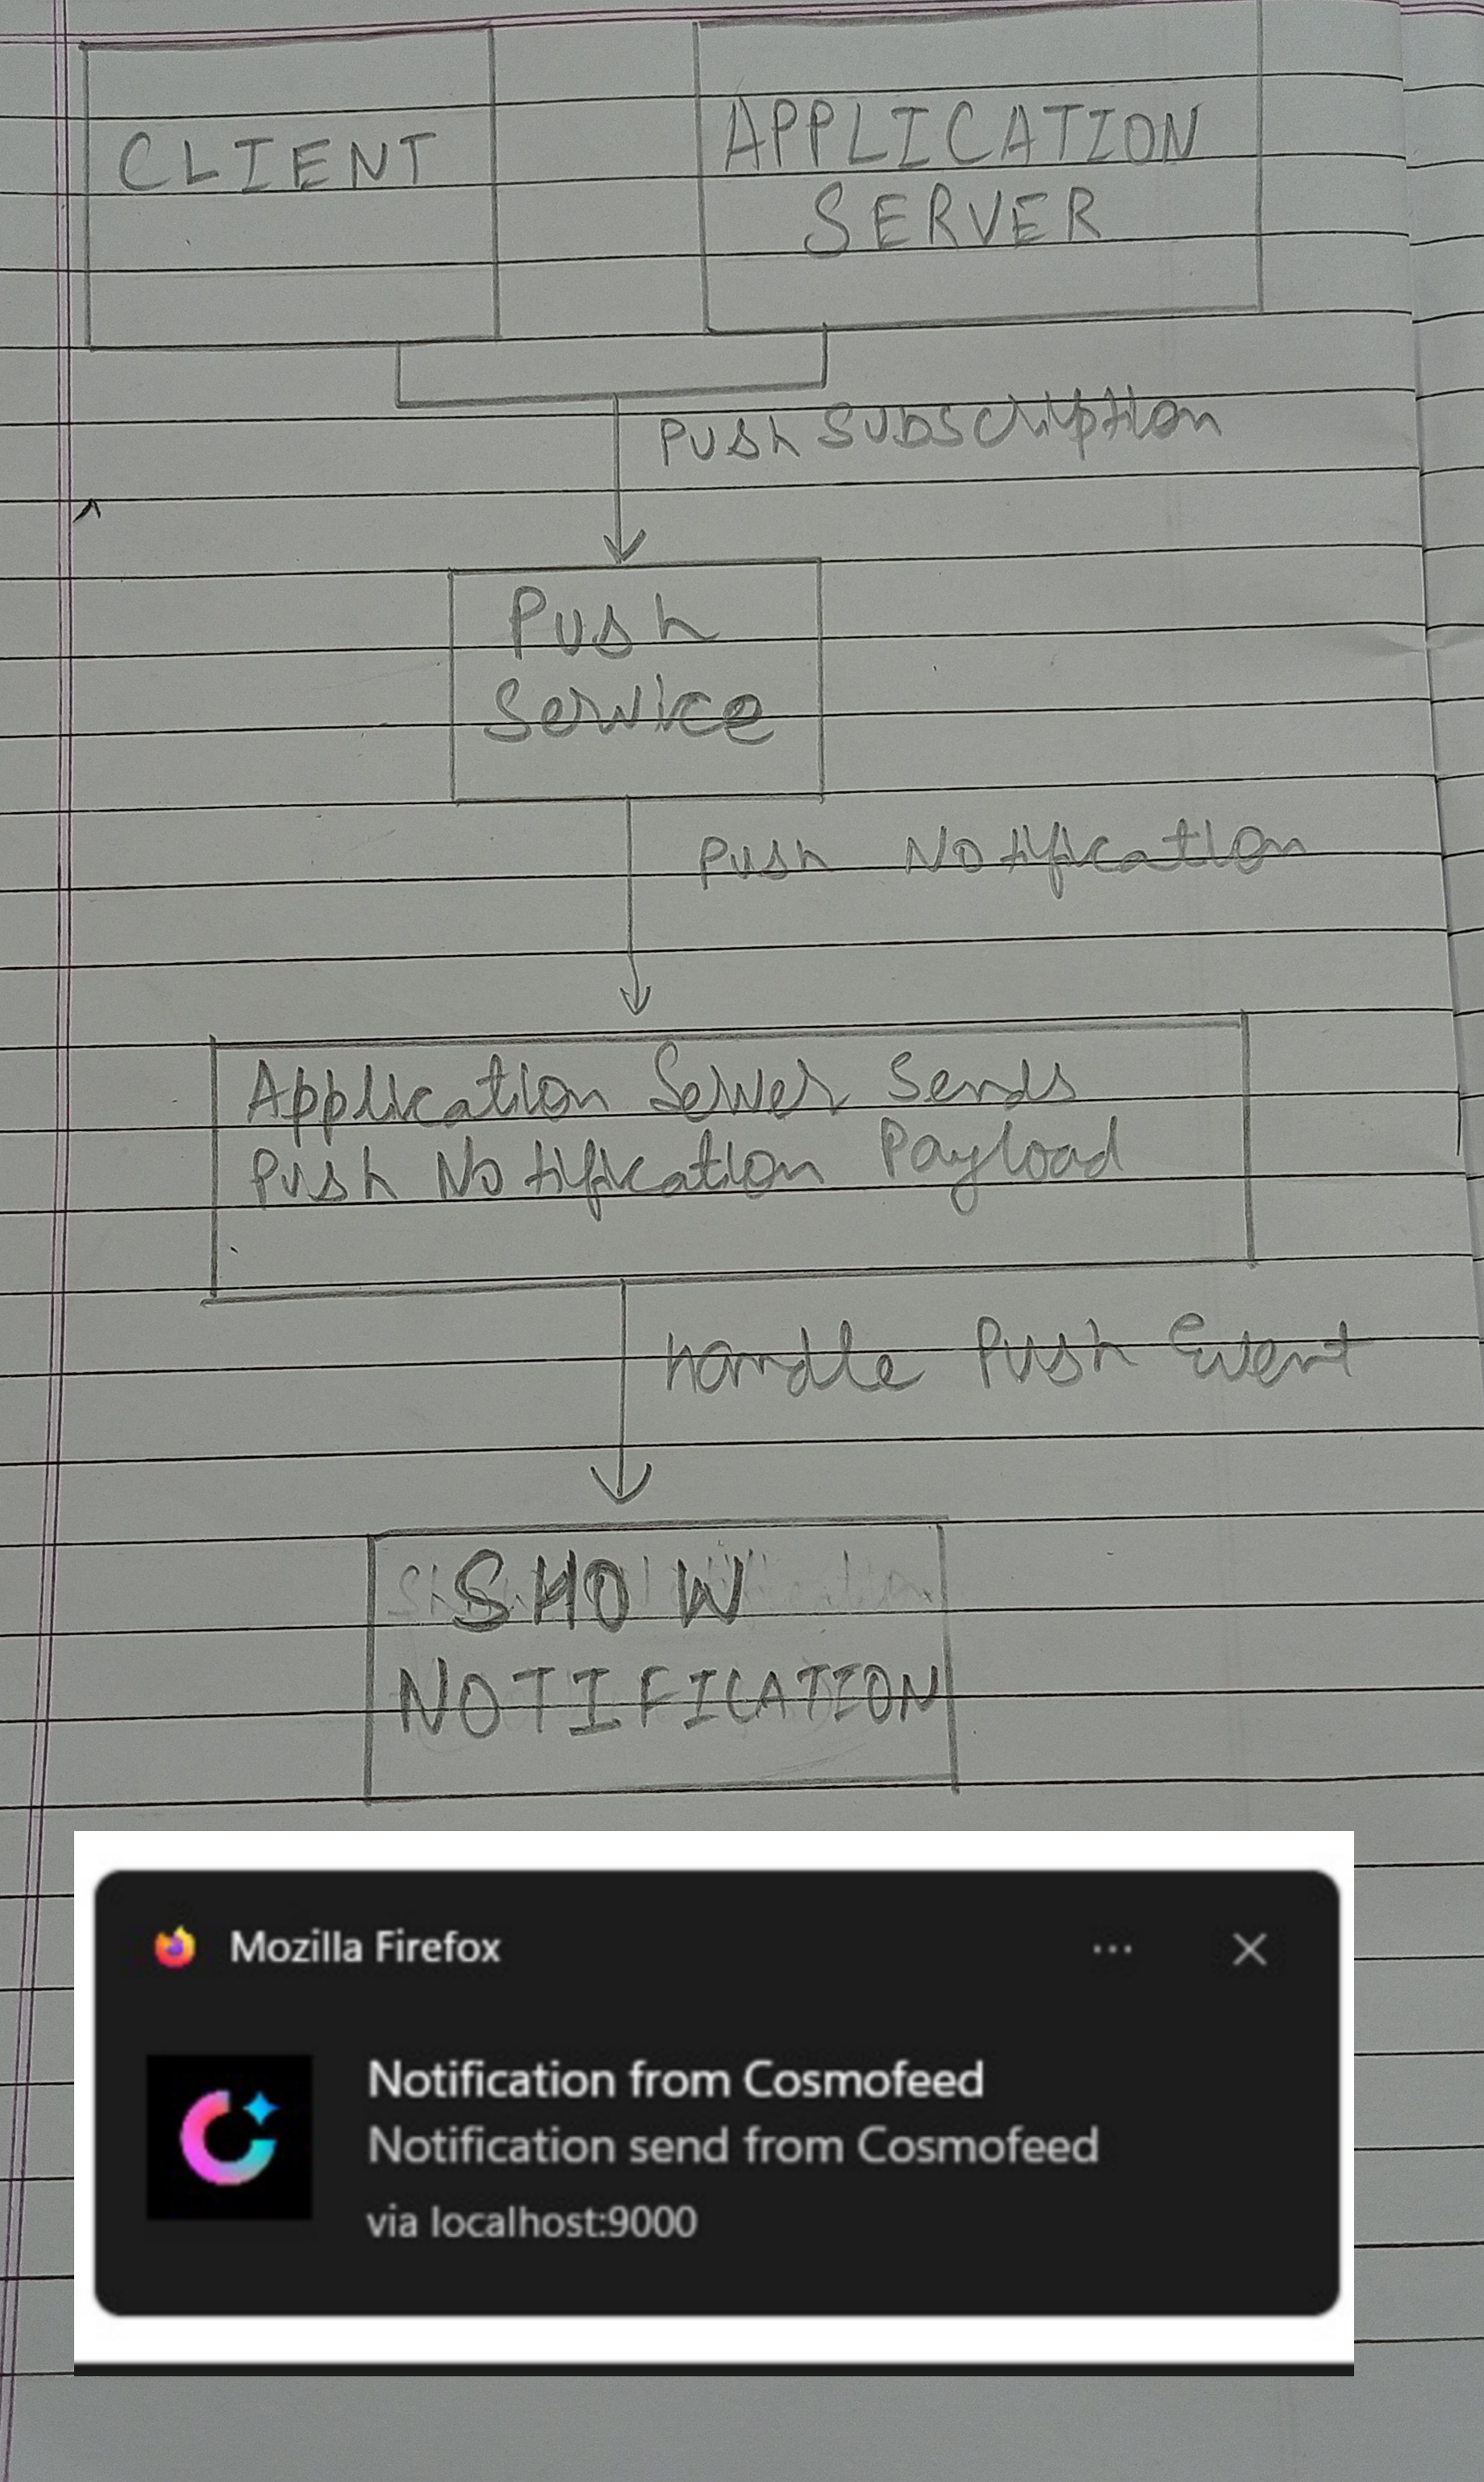 CLIENT
APPLICATION
SERVER
Push Subscription
Push
Service
Push Notification
Application Server Sends
Push Notification Payload
handle Push Event
SHOW
NOTIFICATION
Mozilla Firefox
Notification from Cosmofeed
Notification send from Cosmofeed
via localhost:9000